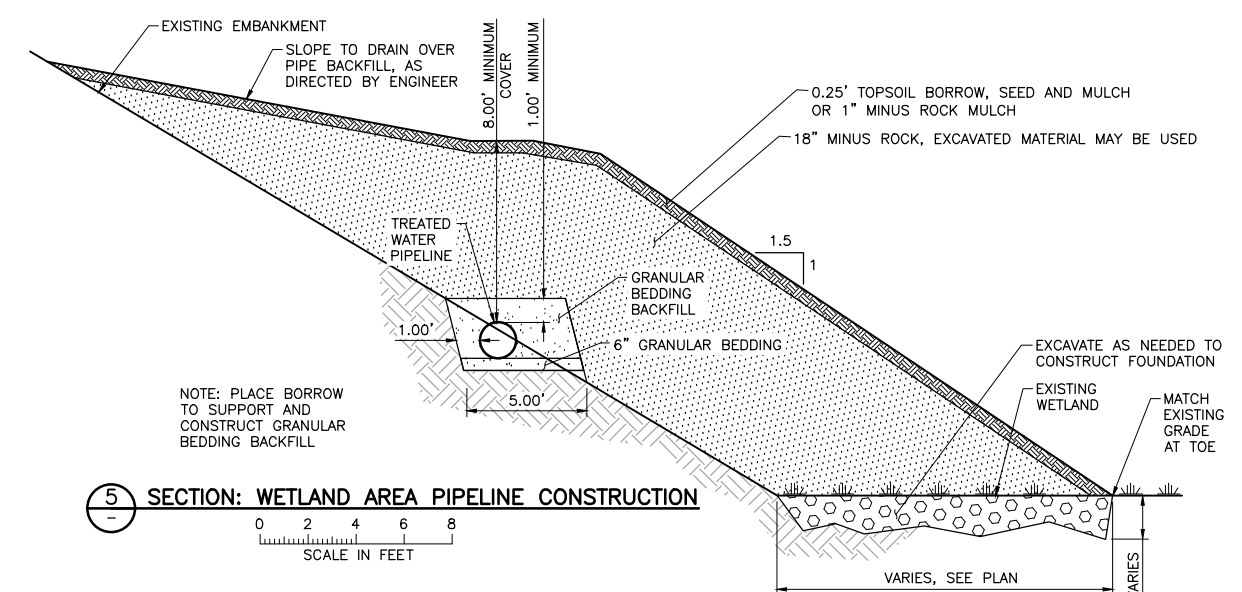 EXISTING EMBANKMENT
SLOPE TO DRAIN OVER
PIPE BACKFILL, AS
DIRECTED BY ENGINEER
8.00' MINIMUM
COVER
1.00' MINIMUM
0.25' TOPSOIL BORROW, SEED AND MULCH
OR 1" MINUS ROCK MULCH
18" MINUS ROCK, EXCAVATED MATERIAL MAY BE USED
TREATED
WATER
PIPELINE
1.5
1
GRANULAR
BEDDING
BACKFILL
1.00'
6" GRANULAR BEDDING
EXCAVATE AS NEEDED TO
CONSTRUCT FOUNDATION
EXISTING
WETLAND
MATCH
EXISTING
GRADE
AT TOE
5.00'
NOTE: PLACE BORROW
TO SUPPORT AND
CONSTRUCT GRANULAR
BEDDING BACKFILL
5
-
SECTION: WETLAND AREA PIPELINE CONSTRUCTION
0 2 4 6 8
SCALE IN FEET
VARIES, SEE PLAN